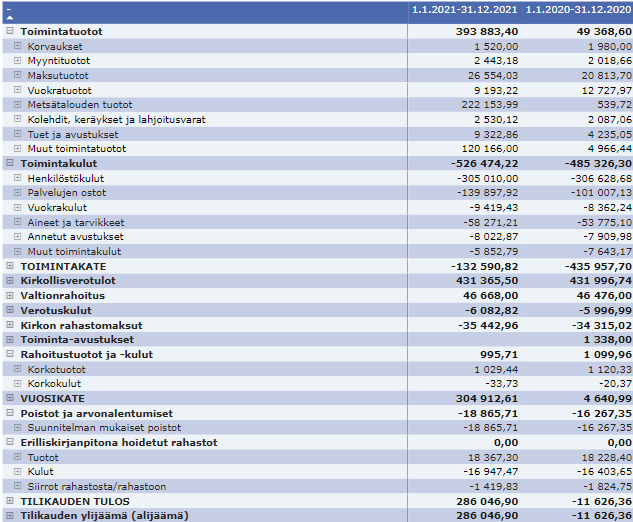 - 1.1.2021-31.12.2021 1.1.2020-31.12.2020
Toimintatuotot 393 883,40 49 368,60
Korvaukset 1 520,00 1 980,00
Myyntituotot 2 443,18 2 018,66
Maksutuotot 26 554,03 20 813,70
Vuokratuotot 9 193,22 12 727,97
Metsätalouden tuotot 222 153,99 539,72
Kolehdit, keräykset ja lahjoitusvarat 2 530,12 2 087,06
Tuet ja avustukset 9 322,86 4 235,05
Muut toimintatuotot 120 166,00 4 966,44
Toimintakulut -526 474,22 -485 326,30
Henkilöstökulut -305 010,00 -306 628,68
Palvelujen ostot -139 897,92 -101 007,13
Vuokrakulut -9 419,43 -8 362,24
Aineet ja tarvikkeet -58 271,21 -53 775,10
Annetut avustukset -8 022,87 -7 909,98
Muut toimintakulut -5 852,79 -7 643,17
TOIMINTAKATE -132 590,82 -435 957,70
Kirkollisverotulot 431 365,50 431 996,74
Valtionrahoitus 46 668,00 46 476,00
Verotuskulut -6 082,82 -5 996,99
Kirkon rahastomaksut -35 442,96 -34 315,02
Toiminta-avustukset 1 338,00
Rahoitustuotot ja -kulut 995,71 1 099,96
Korkotuotot 1 029,44 1 120,33
Korkokulut -33,73 -20,37
VUOSIKATE 304 912,61 4 640,99
Poistot ja arvonalentumiset -18 865,71 -16 267,35
Suunnitelman mukaiset poistot -18 865,71 -16 267,35
Erilliskirjanpitona hoidetut rahastot 0,00 0,00
Tuotot 18 367,30 18 228,40
Kulut -16 947,47 -16 403,65
Siirrot rahastosta/rahastoon -1 419,83 -1 824,75
TILIKAUDEN TULOS 286 046,90 -11 626,36
Tilikauden ylijäämä (alijäämä) 286 046,90 -11 626,36